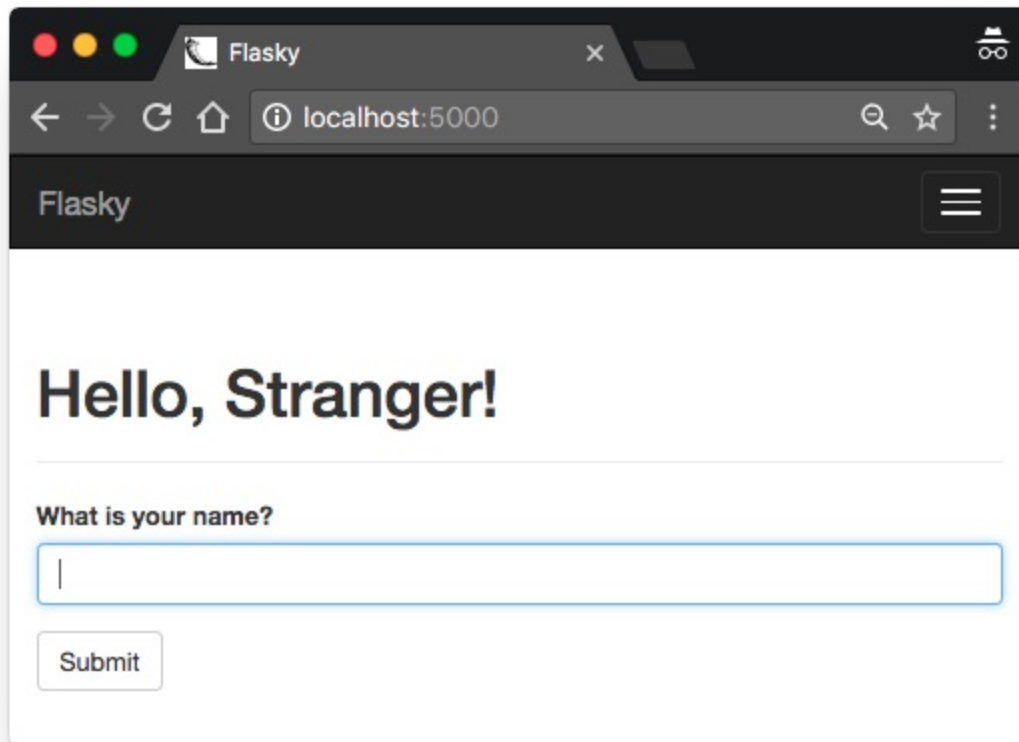 Flasky
localhost:5000
Flasky
Hello, Stranger!
What is your name?
Submit